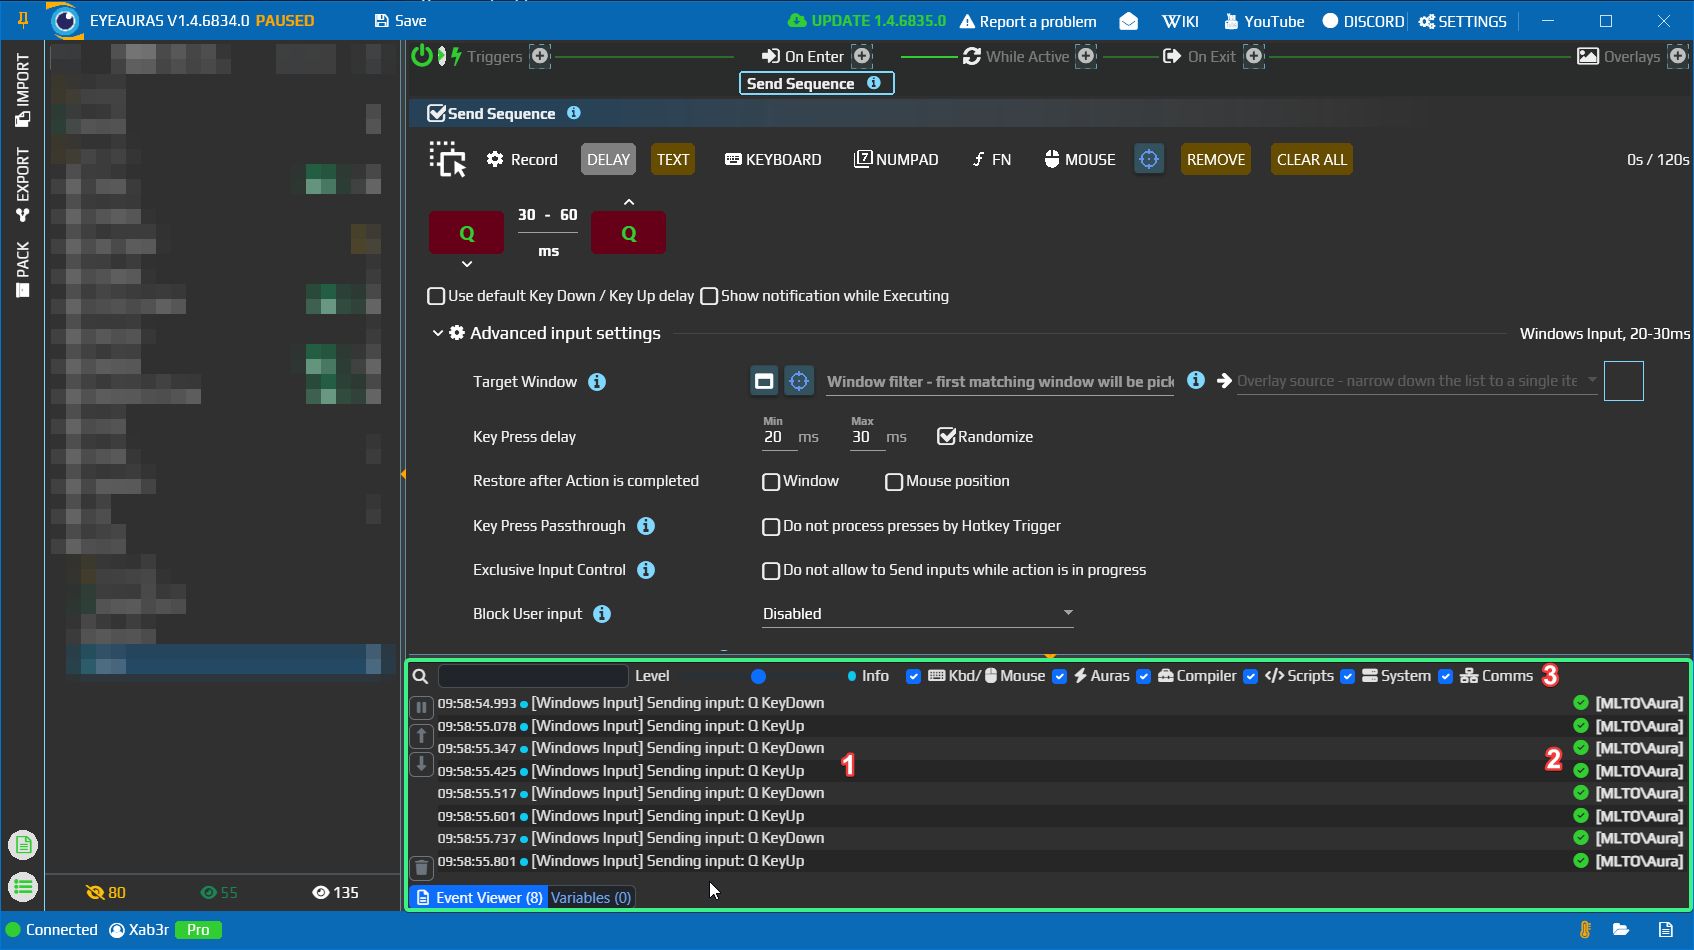 EYEAURAS V1.4.6834.0 PAUSED Save UPDATE 1.4.6835.0 Report a problem WIKI YouTube DISCORD SETTINGS
IMPORT
EXPORT
PACK
Triggers On Enter While Active On Exit Overlays
Send Sequence
Send Sequence
Record DELAY TEXT KEYBOARD 7 NUMPAD FN MOUSE REMOVE CLEAR ALL 0s / 120s
Q 30 - 60 ms Q
Use default Key Down / Key Up delay Show notification while Executing
Advanced input settings Windows Input, 20-30ms
Target Window Window filter - first matching window will be pick Overlay source - narrow down the list to a single ite
Key Press delay Min 20 ms Max 30 ms Randomize
Restore after Action is completed Window Mouse position
Key Press Passthrough Do not process presses by Hotkey Trigger
Exclusive Input Control Do not allow to Send inputs while action is in progress
Block User input Disabled
Level Info Kbd/ Mouse Auras Compiler Scripts System Comms 3
09:58:54.993 [Windows Input] Sending input: Q KeyDown [MLTO\Aura]
09:58:55.078 [Windows Input] Sending input: Q KeyUp [MLTO\Aura]
09:58:55.347 [Windows Input] Sending input: Q KeyDown [MLTO\Aura]
1 2
09:58:55.425 [Windows Input] Sending input: Q KeyUp [MLTO\Aura]
09:58:55.517 [Windows Input] Sending input: Q KeyDown [MLTO\Aura]
09:58:55.601 [Windows Input] Sending input: Q KeyUp [MLTO\Aura]
09:58:55.737 [Windows Input] Sending input: Q KeyDown [MLTO\Aura]
09:58:55.801 [Windows Input] Sending input: Q KeyUp [MLTO\Aura]
80 55 135
Event Viewer (8) Variables (0)
Connected Xab3r Pro